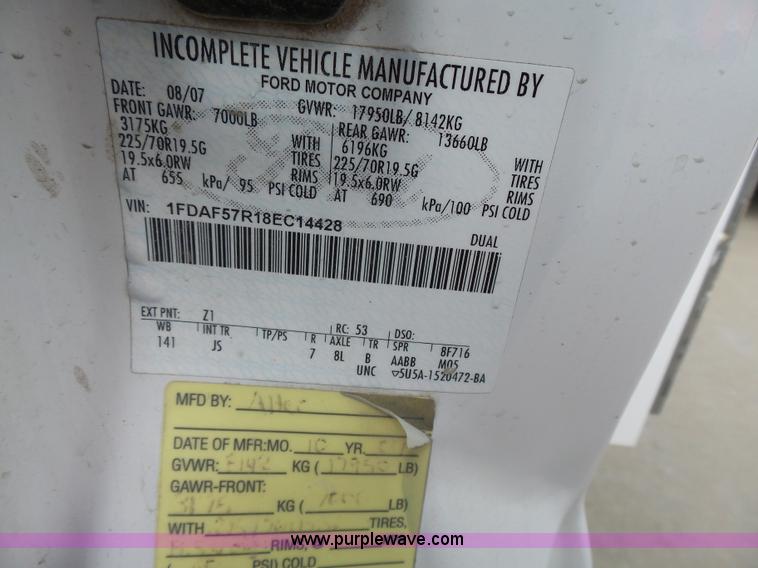 INCOMPLETE VEHICLE MANUFACTURED BY
FORD MOTOR COMPANY
DATE: 08/07 GVWR: 17950LB/ 8142KG
FRONT GAWR: 7000LB REAR GAWR: 13660LB
3175KG WITH 6196KG WITH
225/70R19.5G TIRES 225/70R19.5G TIRES
19.5x6.0RW RIMS 19.5x6.0RW RIMS
AT 655 kPa/ 95 PSI COLD AT 690 kPa/100 PSI COLD
VIN: 1FDAF57R18EC14428
DUAL
EXT PNT: Z1 RC: 53 DSO:
WB INT TR TP/PS R AXLE TR SPR 8F716
141 JS 7 8L B AABB M05
UNC ▽5U5A-1520472-BA
MFD BY:
DATE OF MFR:MO. 10 YR.
GVWR: 8142 KG ( 17950 LB)
GAWR-FRONT:
KG ( 7000 LB)
WITH TIRES,
RIMS,
PSI) COLD
www.purplewave.com